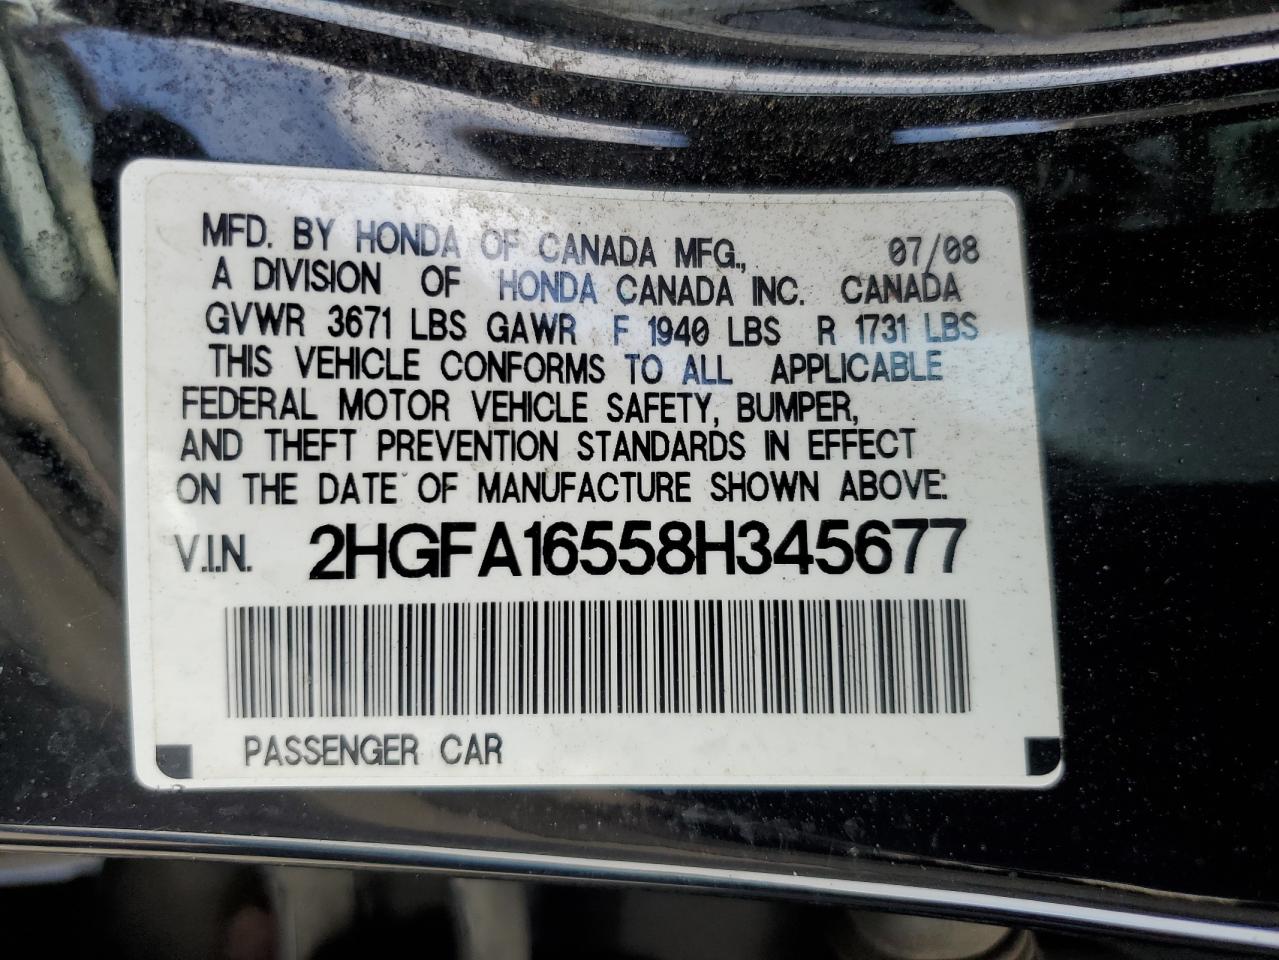 MFD. BY HONDA OF CANADA MFG., 07/08
A DIVISION OF HONDA CANADA INC. CANADA
GVWR 3671 LBS GAWR F 1940 LBS R 1731 LBS
THIS VEHICLE CONFORMS TO ALL APPLICABLE
FEDERAL MOTOR VEHICLE SAFETY, BUMPER,
AND THEFT PREVENTION STANDARDS IN EFFECT
ON THE DATE OF MANUFACTURE SHOWN ABOVE:
V.I.N. 2HGFA16558H345677
PASSENGER CAR